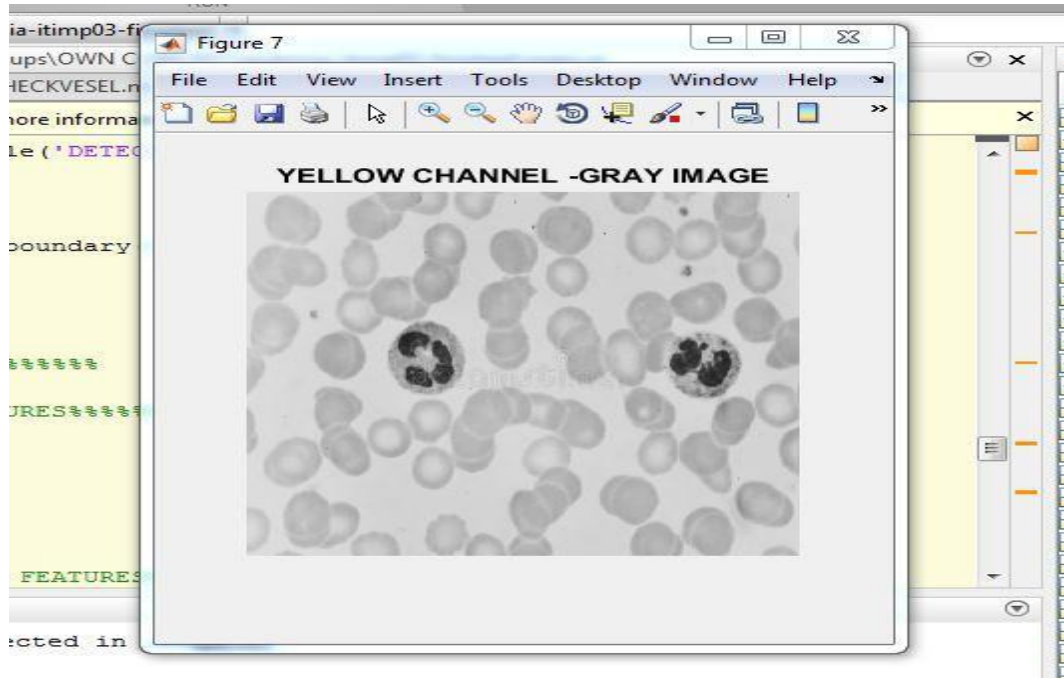 ia-itimp03-fi
Figure 7
ups\OWN C
HECKVESEL.m
File Edit View Insert Tools Desktop Window Help
more informa
le('DETEC
YELLOW CHANNEL -GRAY IMAGE
boundary
%%%%%%
URES%%%%%
FEATURES
ected in